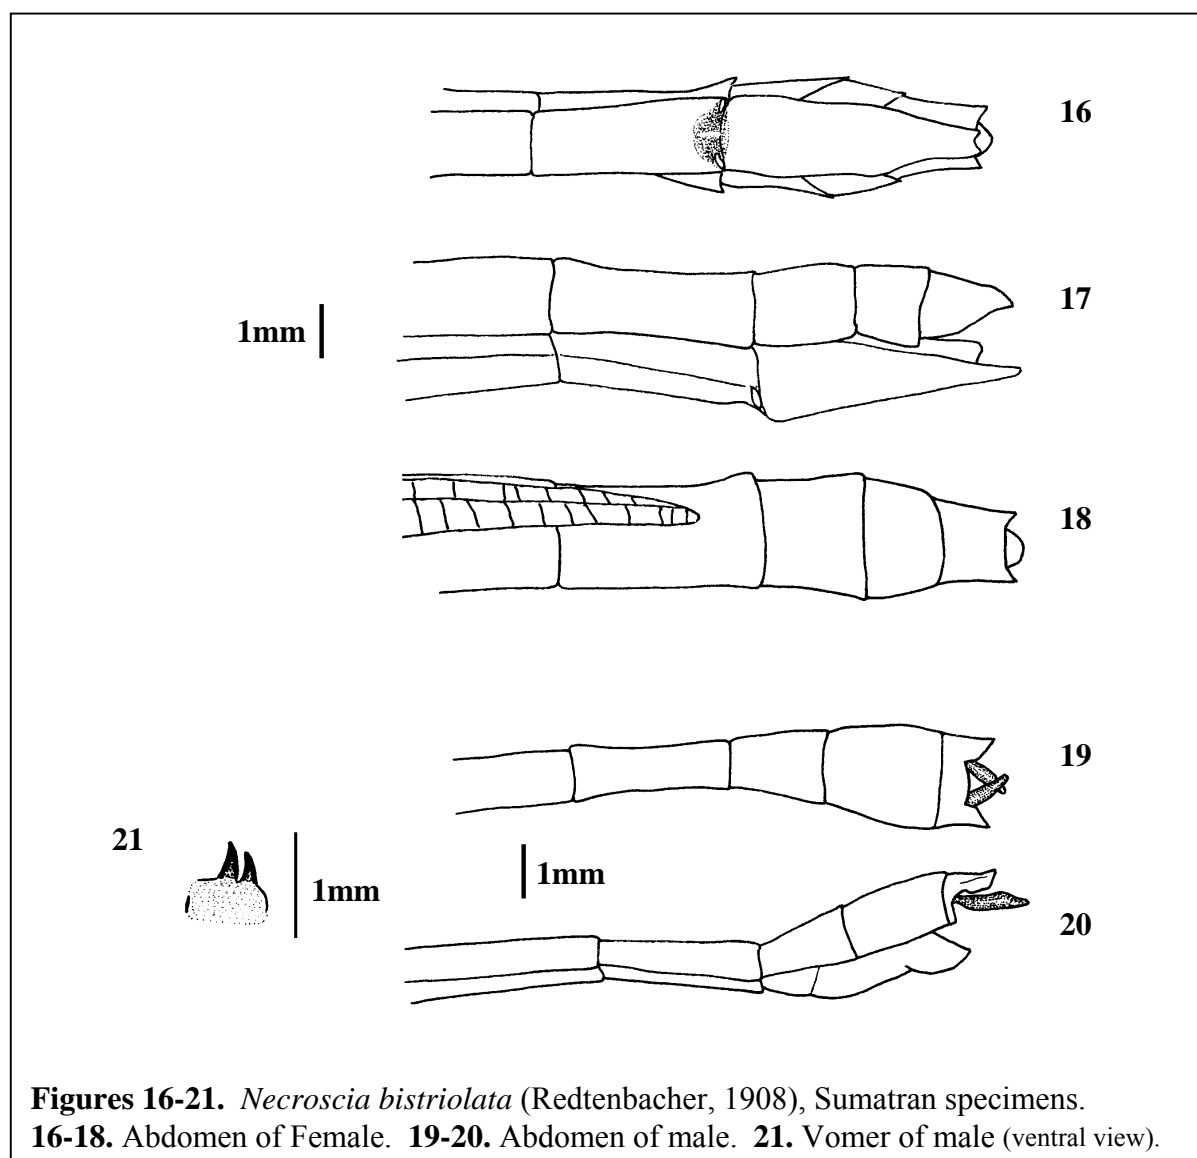 16
17
1mm
18
19
21
1mm
1mm
20
Figures 16-21. Necroscia bistriolata (Redtenbacher, 1908), Sumatran specimens.
16-18. Abdomen of Female. 19-20. Abdomen of male. 21. Vomer of male (ventral view).